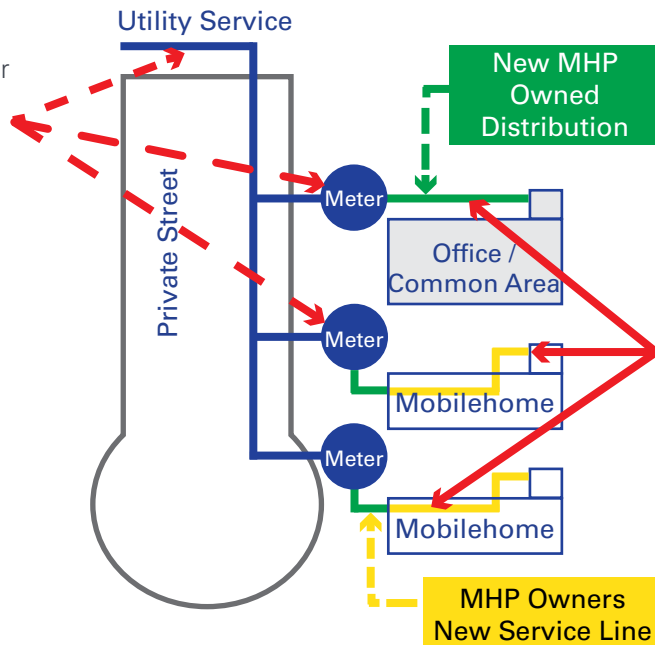 Utility Service
r
New MHP
Owned
Distribution
Private Street
Meter
Office /
Common Area
Meter
Mobilehome
Meter
Mobilehome
MHP Owners
New Service Line